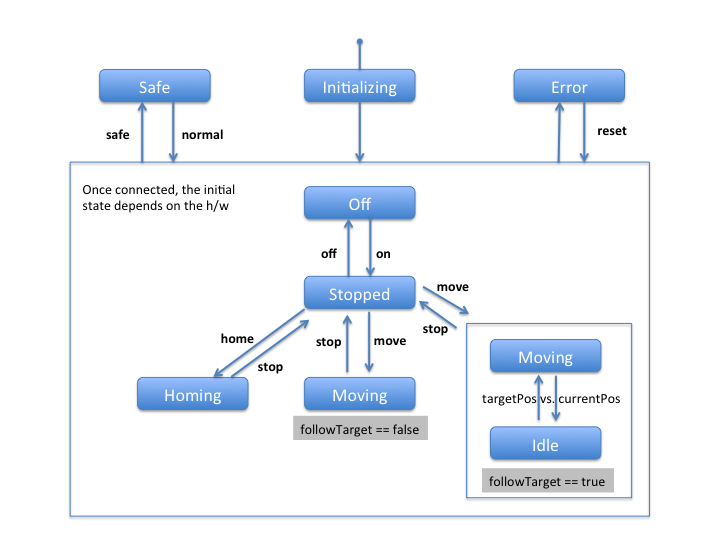 Safe
Initializing
Error
safe
normal
reset
Once connected, the initial
state depends on the h/w
Off
off
on
Stopped
move
stop
home
stop
stop
move
Homing
Moving
followTarget == false
Moving
targetPos vs. currentPos
Idle
followTarget == true